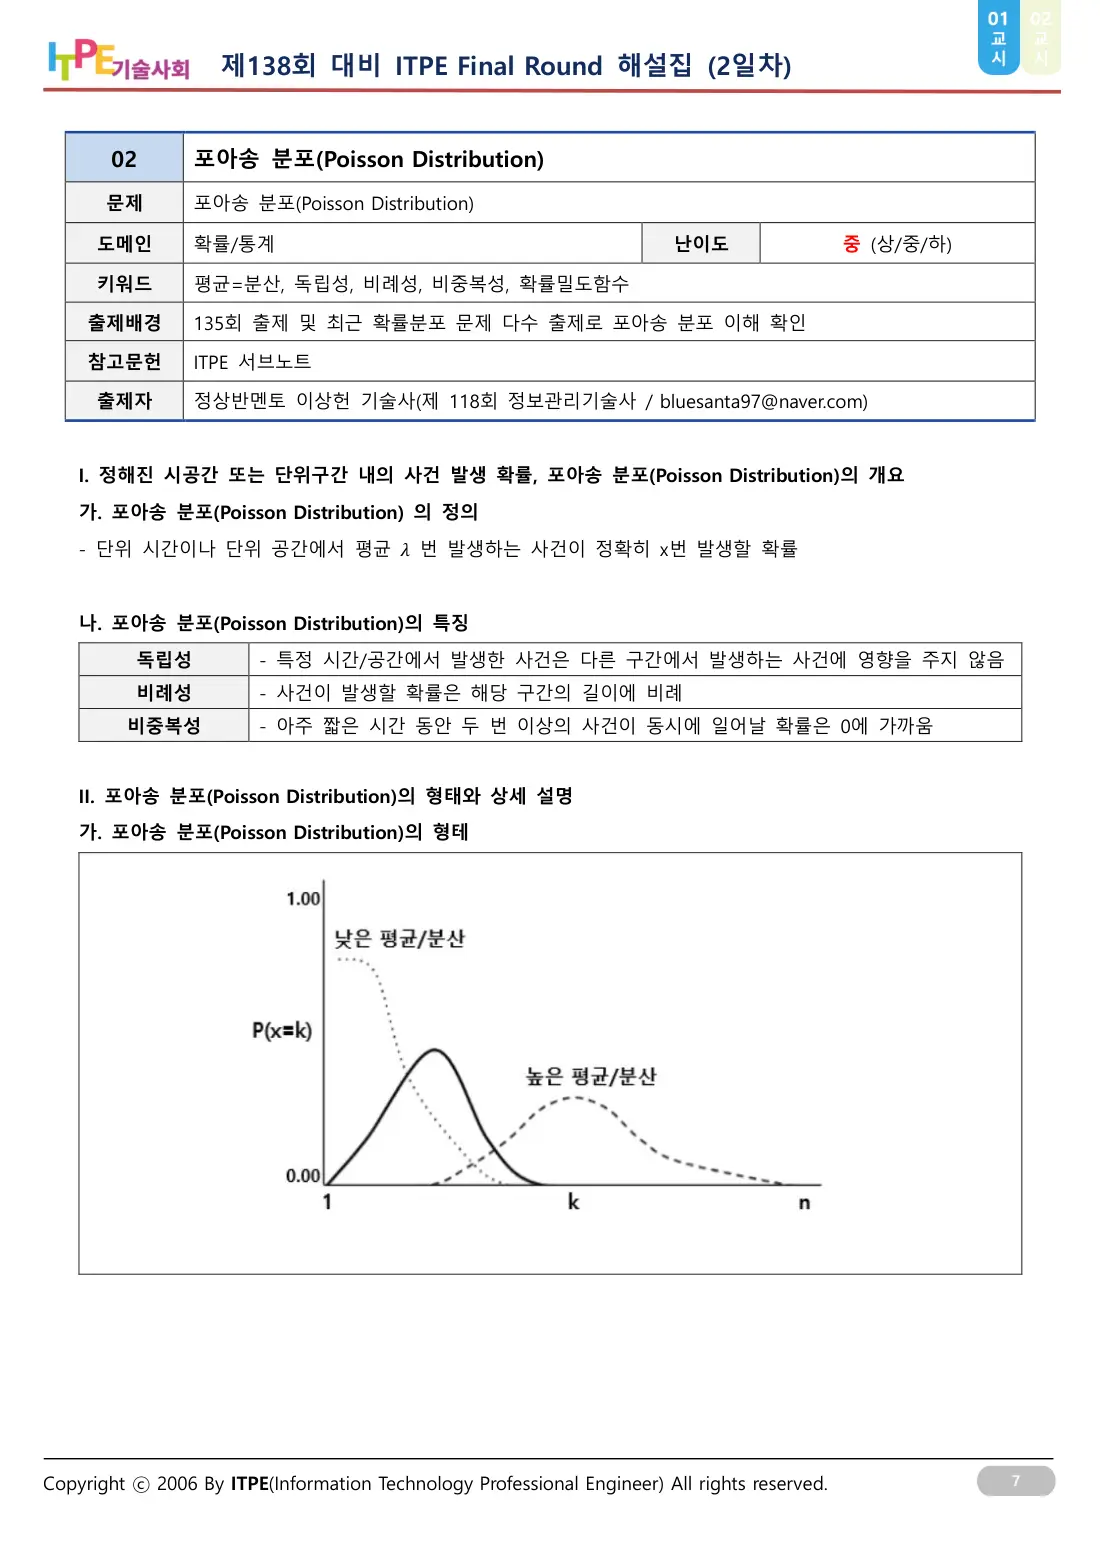 01
교
시
02
교
시
ITPE기술사회 제138회 대비 ITPE Final Round 해설집 (2일차)
02 포아송 분포(Poisson Distribution)
문제 포아송 분포(Poisson Distribution)
도메인 확률/통계 난이도 중 (상/중/하)
키워드 평균=분산, 독립성, 비례성, 비중복성, 확률밀도함수
출제배경 135회 출제 및 최근 확률분포 문제 다수 출제로 포아송 분포 이해 확인
참고문헌 ITPE 서브노트
출제자 정상반멘토 이상헌 기술사(제 118회 정보관리기술사 / bluesanta97@naver.com)
I. 정해진 시공간 또는 단위구간 내의 사건 발생 확률, 포아송 분포(Poisson Distribution)의 개요
가. 포아송 분포(Poisson Distribution) 의 정의
- 단위 시간이나 단위 공간에서 평균 λ 번 발생하는 사건이 정확히 x번 발생할 확률
나. 포아송 분포(Poisson Distribution)의 특징
독립성 - 특정 시간/공간에서 발생한 사건은 다른 구간에서 발생하는 사건에 영향을 주지 않음
비례성 - 사건이 발생할 확률은 해당 구간의 길이에 비례
비중복성 - 아주 짧은 시간 동안 두 번 이상의 사건이 동시에 일어날 확률은 0에 가까움
II. 포아송 분포(Poisson Distribution)의 형태와 상세 설명
가. 포아송 분포(Poisson Distribution)의 형테
1.00
낮은 평균/분산
P(x=k)
높은 평균/분산
0.00
1 k n
Copyright ⓒ 2006 By ITPE(Information Technology Professional Engineer) All rights reserved. 7